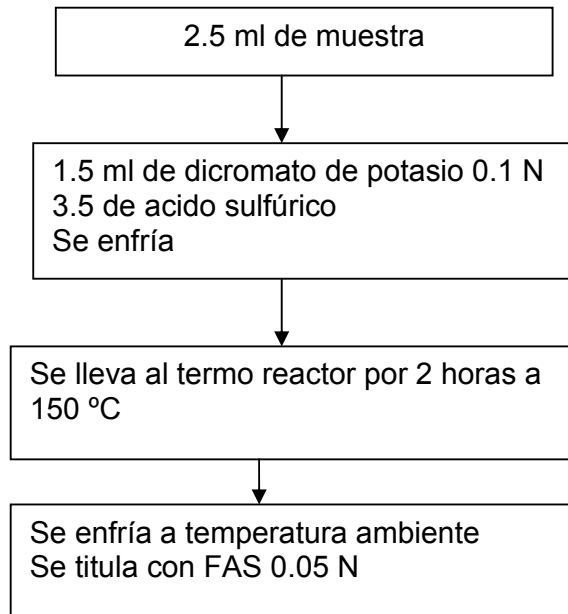 2.5 ml de muestra
1.5 ml de dicromato de potasio 0.1 N
3.5 de acido sulfúrico
Se enfría
Se lleva al termo reactor por 2 horas a
150 ºC
Se enfría a temperatura ambiente
Se titula con FAS 0.05 N